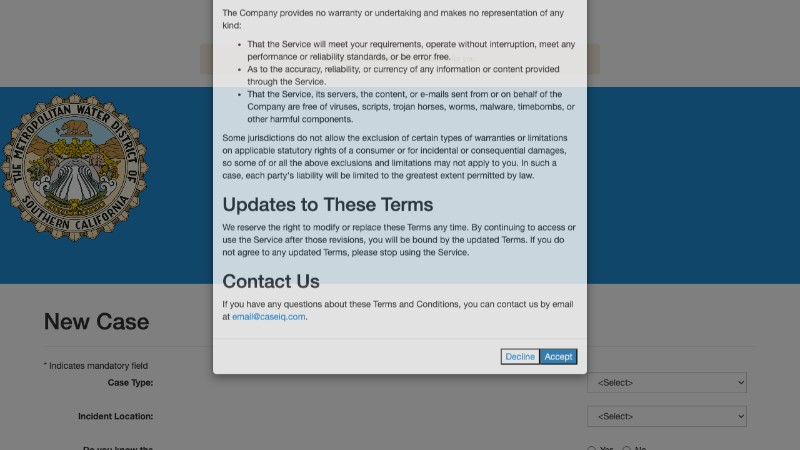 The Company provides no warranty or undertaking and makes no representation of any
kind:
That the Service will meet your requirements, operate without interruption, meet any
performance or reliability standards, or be error free.
As to the accuracy, reliability, or currency of any information or content provided
through the Service.
That the Service, its servers, the content, or e-mails sent from or on behalf of the
Company are free of viruses, scripts, trojan horses, worms, malware, timebombs, or
other harmful components.
Some jurisdictions do not allow the exclusion of certain types of warranties or limitations
on applicable statutory rights of a consumer or for incidental or consequential damages,
so some of or all the above exclusions and limitations may not apply to you. In such a
case, each party's liability will be limited to the greatest extent permitted by law.
THE METROPOLITAN WATER DISTRICT OF
SOUTHERN CALIFORNIA
Updates to These Terms
We reserve the right to modify or replace these Terms any time. By continuing to access or
use the Service after those revisions, you will be bound by the updated Terms. If you do
not agree to any updated Terms, please stop using the Service.
Contact Us
If you have any questions about these Terms and Conditions, you can contact us by email
at email@caseiq.com.
Decline Accept
New Case
* Indicates mandatory field
Case Type: <Select>
Incident Location: <Select>
Do you know the Yes No